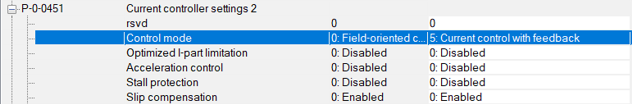 P-0-0451 Current controller settings 2
rsvd 0 0
Control mode 0: Field-oriented c... 5: Current control with feedback
Optimized I-part limitation 0: Disabled 0: Disabled
Acceleration control 0: Disabled 0: Disabled
Stall protection 0: Disabled 0: Disabled
Slip compensation 0: Enabled 0: Enabled